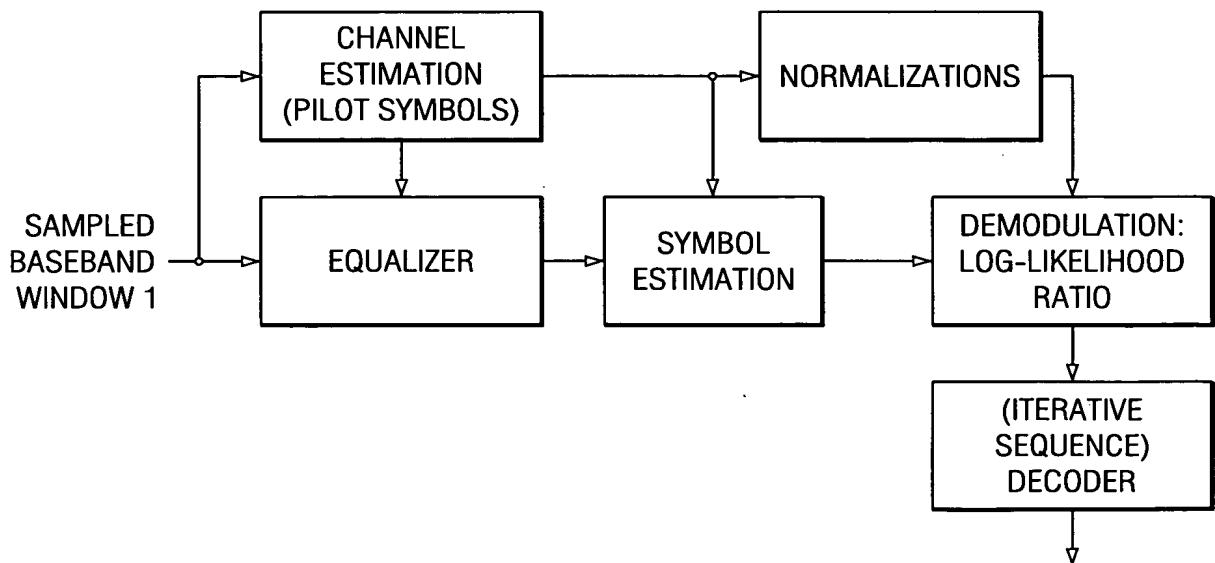 CHANNEL
ESTIMATION
(PILOT SYMBOLS)
NORMALIZATIONS
SAMPLED
BASEBAND
WINDOW 1
EQUALIZER
SYMBOL
ESTIMATION
DEMODULATION:
LOG-LIKELIHOOD
RATIO
(ITERATIVE
SEQUENCE)
DECODER